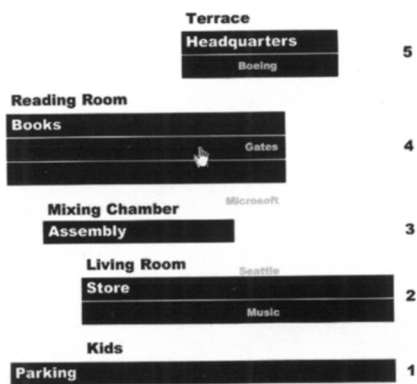 Terrace
Headquarters
Boeing
5
Reading Room
Books
Gates
4
Microsoft
Mixing Chamber
Assembly
3
Living Room
Seattle
Store
2
Music
Kids
Parking
1